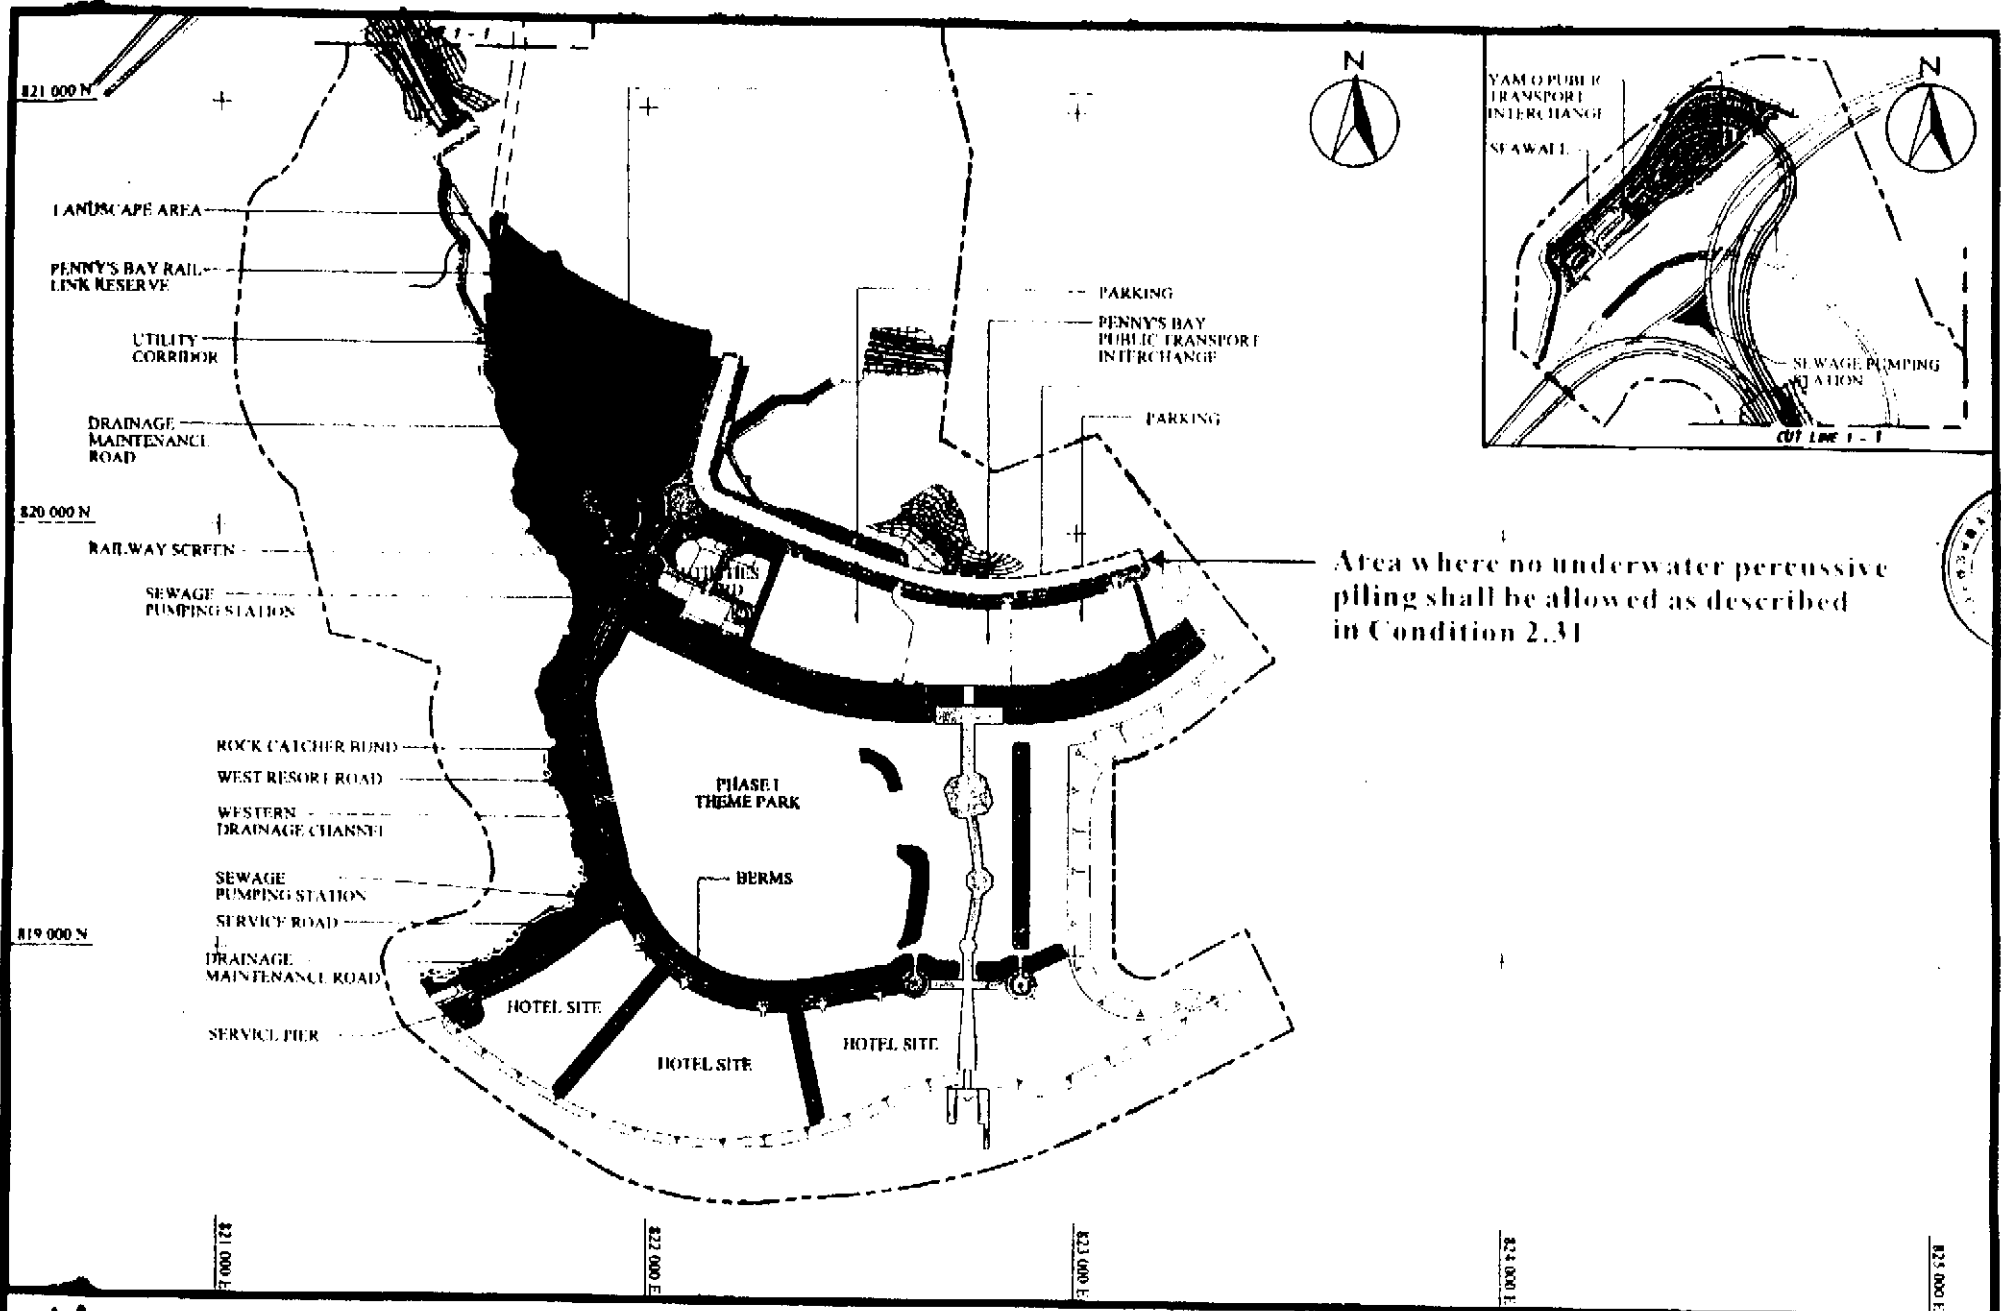 821 000 N
LANDSCAPE AREA
PENNY'S BAY RAIL
LINK RESERVE
UTILITY
CORRIDOR
DRAINAGE
MAINTENANCE
ROAD
820 000 N
RAILWAY SCREEN
SEWAGE
PUMPING STATION
ROCK CATCHER BUND
WEST RESORT ROAD
WESTERN
DRAINAGE CHANNEL
SEWAGE
PUMPING STATION
SERVICE ROAD
819 000 N
DRAINAGE
MAINTENANCE ROAD
SERVICE PIER
N
PARKING
PENNY'S BAY
PUBLIC TRANSPORT
INTERCHANGE
PARKING
Area where no underwater percussive
piling shall be allowed as described
in Condition 2.31
UTILITIES
YARD
PHASE I
THEME PARK
BERMS
HOTEL SITE
HOTEL SITE
HOTEL SITE
YAM O PUBLIC
TRANSPORT
INTERCHANGE
SEAWALL
N
SEWAGE PUMPING
STATION
CUT LINE 1 - 1
821 000 E
822 000 E
823 000 E
824 000 E
825 000 E